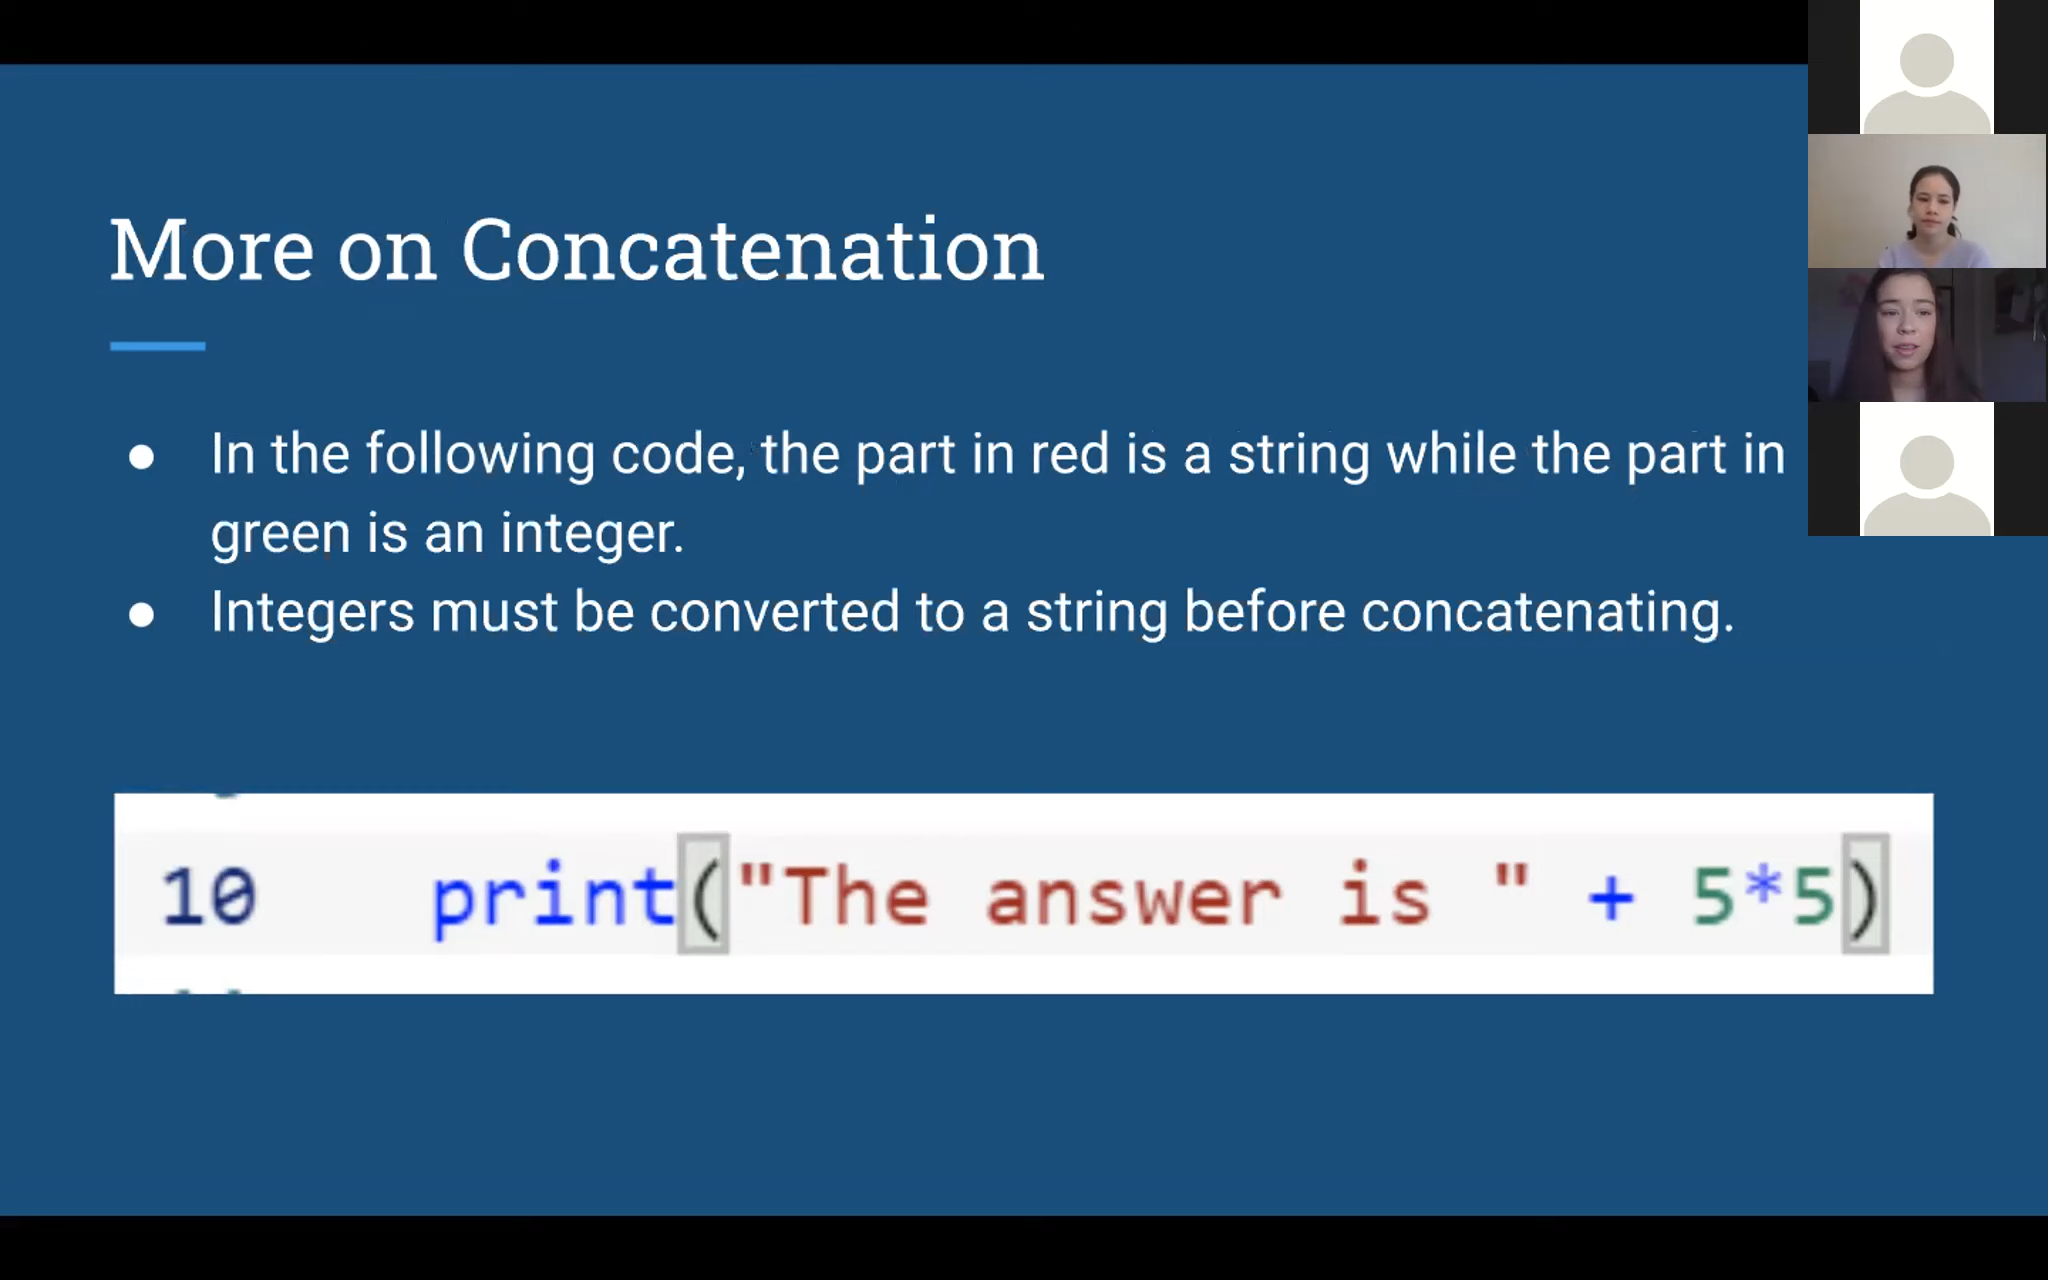 More on Concatenation
● In the following code, the part in red is a string while the part in
green is an integer.
● Integers must be converted to a string before concatenating.
10 print("The answer is " + 5*5)